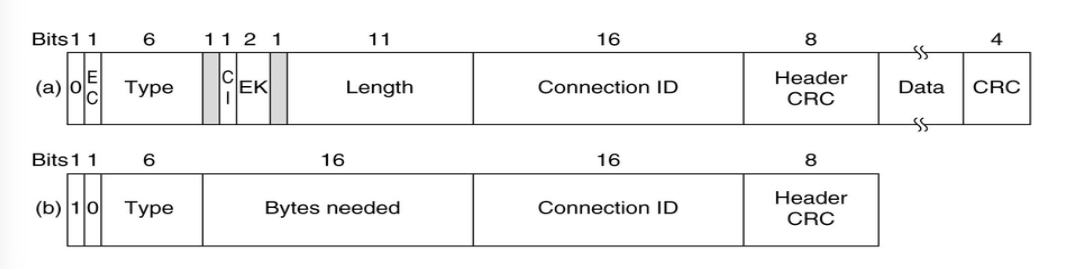 Bits 1 1 6 1 1 2 1 11 16 8 4
(a) 0 EC Type CI EK Length Connection ID Header CRC Data CRC
Bits 1 1 6 16 16 8
(b) 1 0 Type Bytes needed Connection ID Header CRC